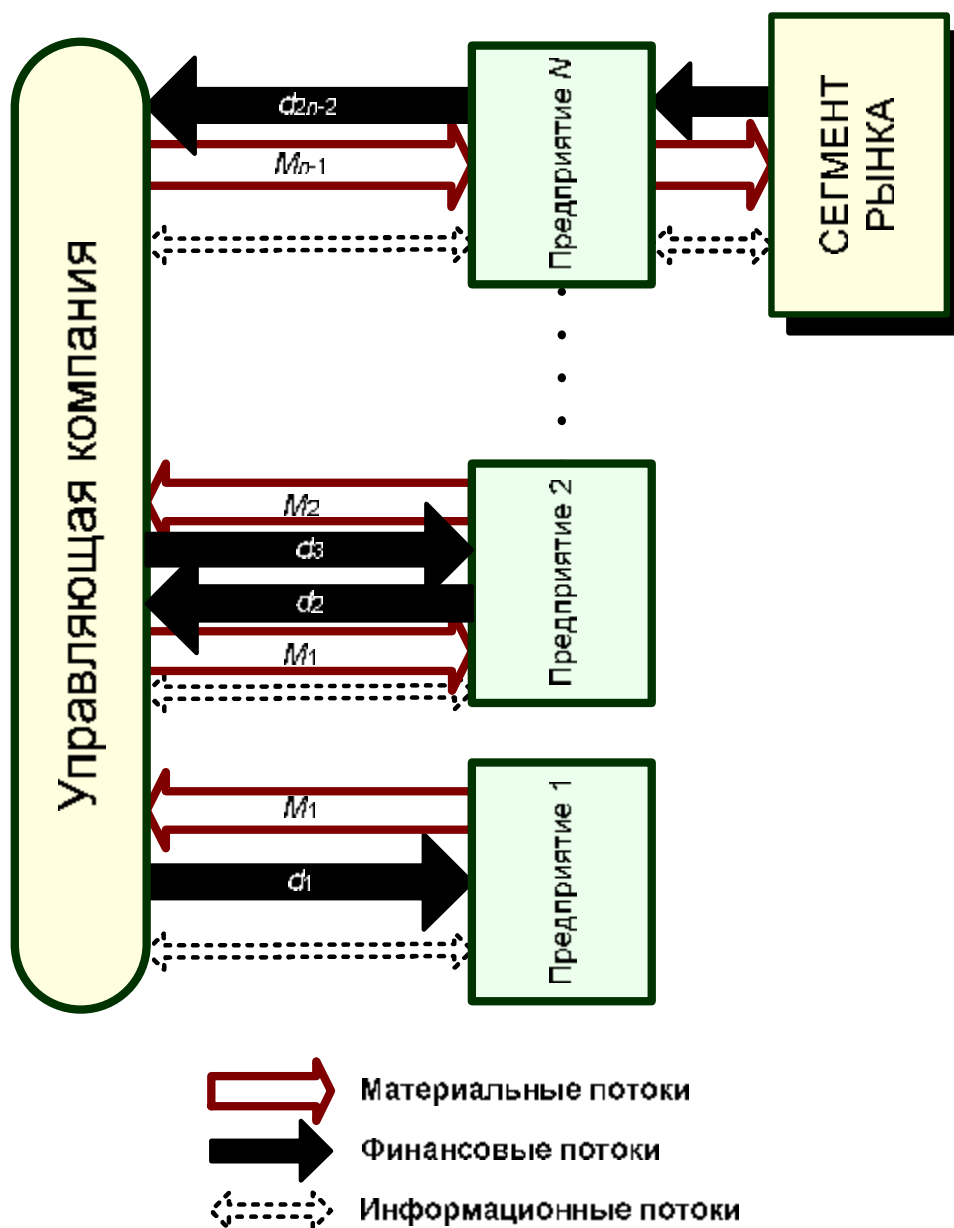 Управляющая компания
d2n-2
Mn-1
Предприятие N
СЕГМЕНТ
РЫНКА
M2
d3
d2
M1
Предприятие 2
M1
d1
Предприятие 1
Материальные потоки
Финансовые потоки
Информационные потоки